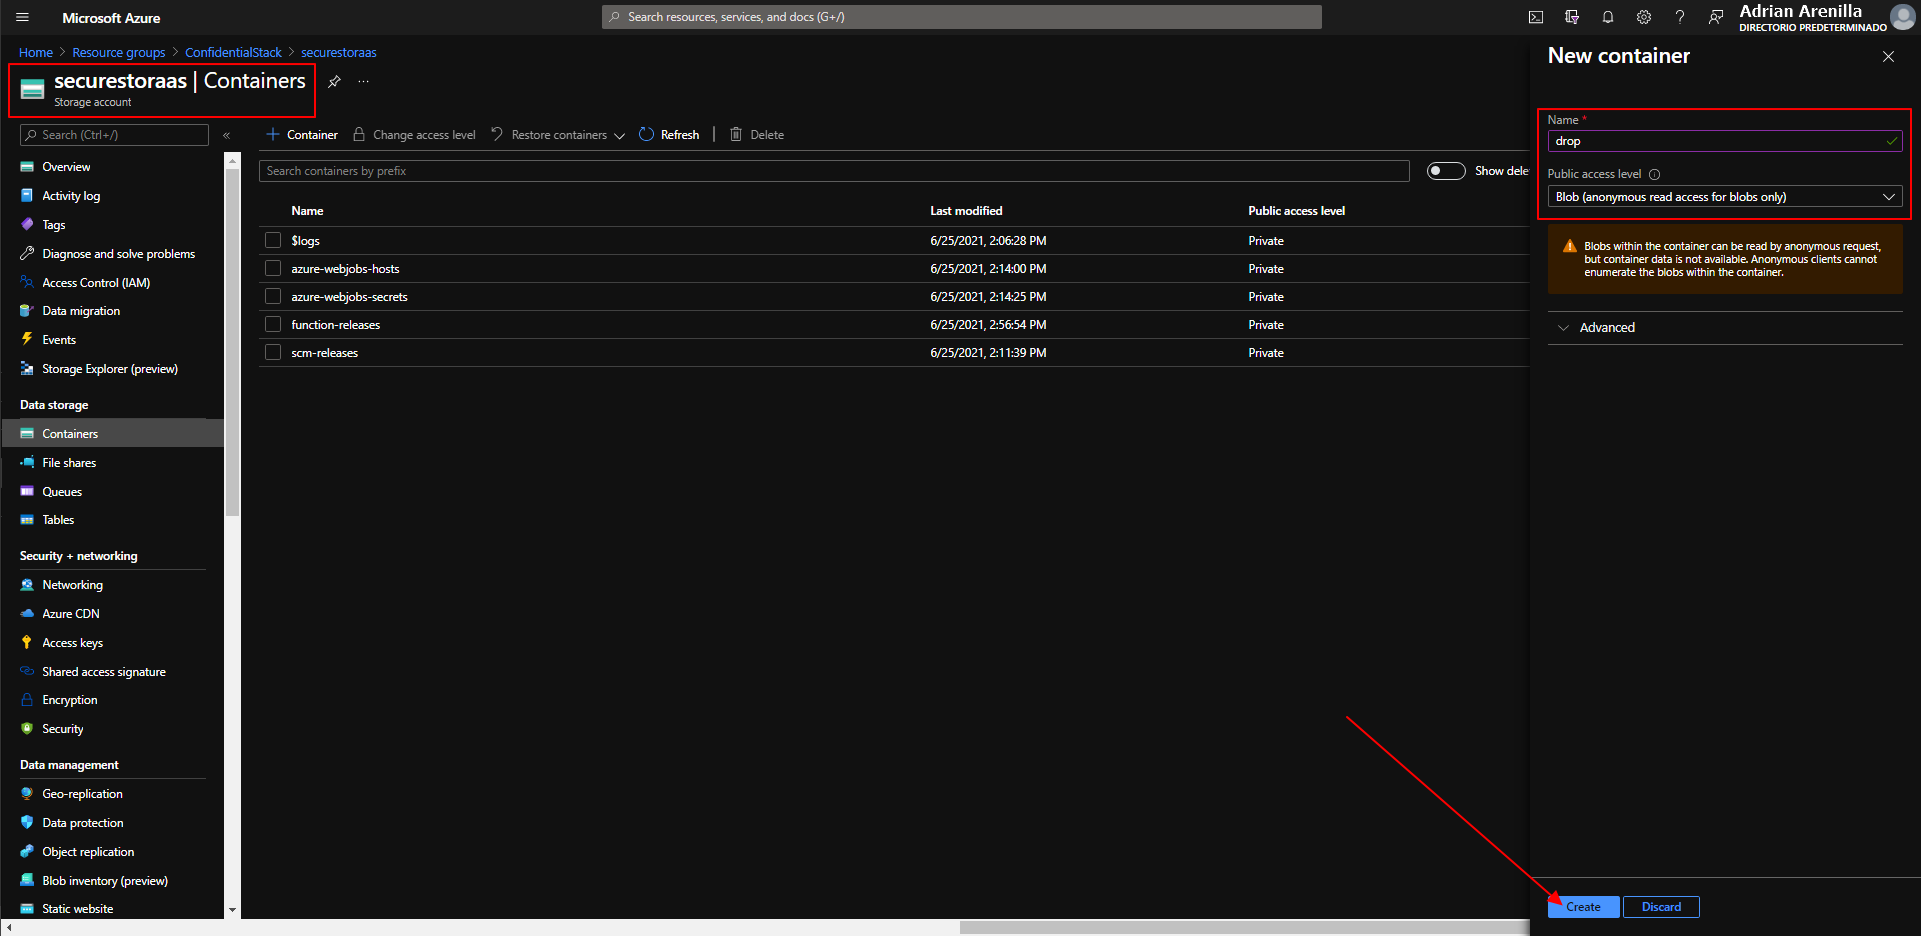 Microsoft Azure
Search resources, services, and docs (G+/)
Adrian Arenilla
DIRECTORIO PREDETERMINADO
Home > Resource groups > ConfidentialStack > securestoraas
securestoraas | Containers
Storage account
Search (Ctrl+/)
Overview
Activity log
Tags
Diagnose and solve problems
Access Control (IAM)
Data migration
Events
Storage Explorer (preview)
Data storage
Containers
File shares
Queues
Tables
Security + networking
Networking
Azure CDN
Access keys
Shared access signature
Encryption
Security
Data management
Geo-replication
Data protection
Object replication
Blob inventory (preview)
Static website
Container Change access level Restore containers Refresh Delete
Search containers by prefix
Show dele
Name Last modified Public access level
$logs 6/25/2021, 2:06:28 PM Private
azure-webjobs-hosts 6/25/2021, 2:14:00 PM Private
azure-webjobs-secrets 6/25/2021, 2:14:25 PM Private
function-releases 6/25/2021, 2:56:54 PM Private
scm-releases 6/25/2021, 2:11:39 PM Private
New container
Name *
drop
Public access level
Blob (anonymous read access for blobs only)
Blobs within the container can be read by anonymous request,
but container data is not available. Anonymous clients cannot
enumerate the blobs within the container.
Advanced
Create Discard